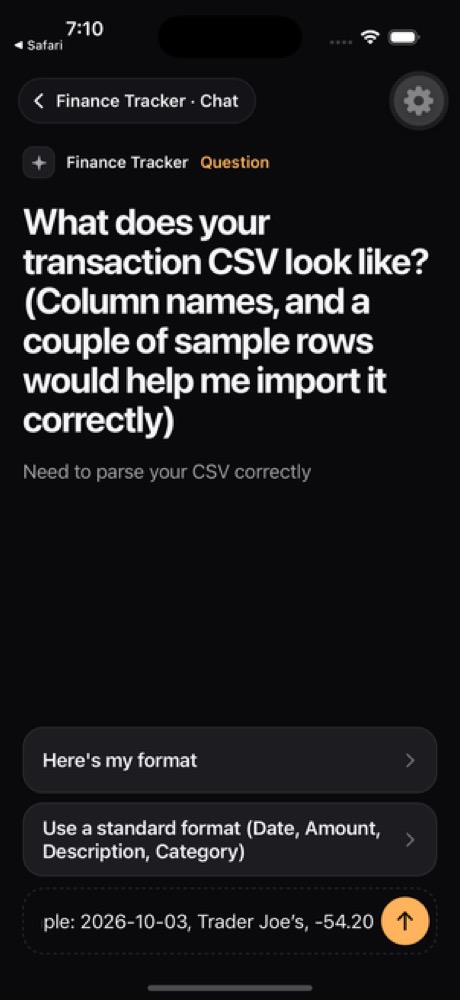 7:10
◀ Safari
Finance Tracker · Chat
Finance Tracker Question
What does your
transaction CSV look like?
(Column names, and a
couple of sample rows
would help me import it
correctly)
Need to parse your CSV correctly
Here's my format
Use a standard format (Date, Amount,
Description, Category)
ple: 2026-10-03, Trader Joe’s, -54.20